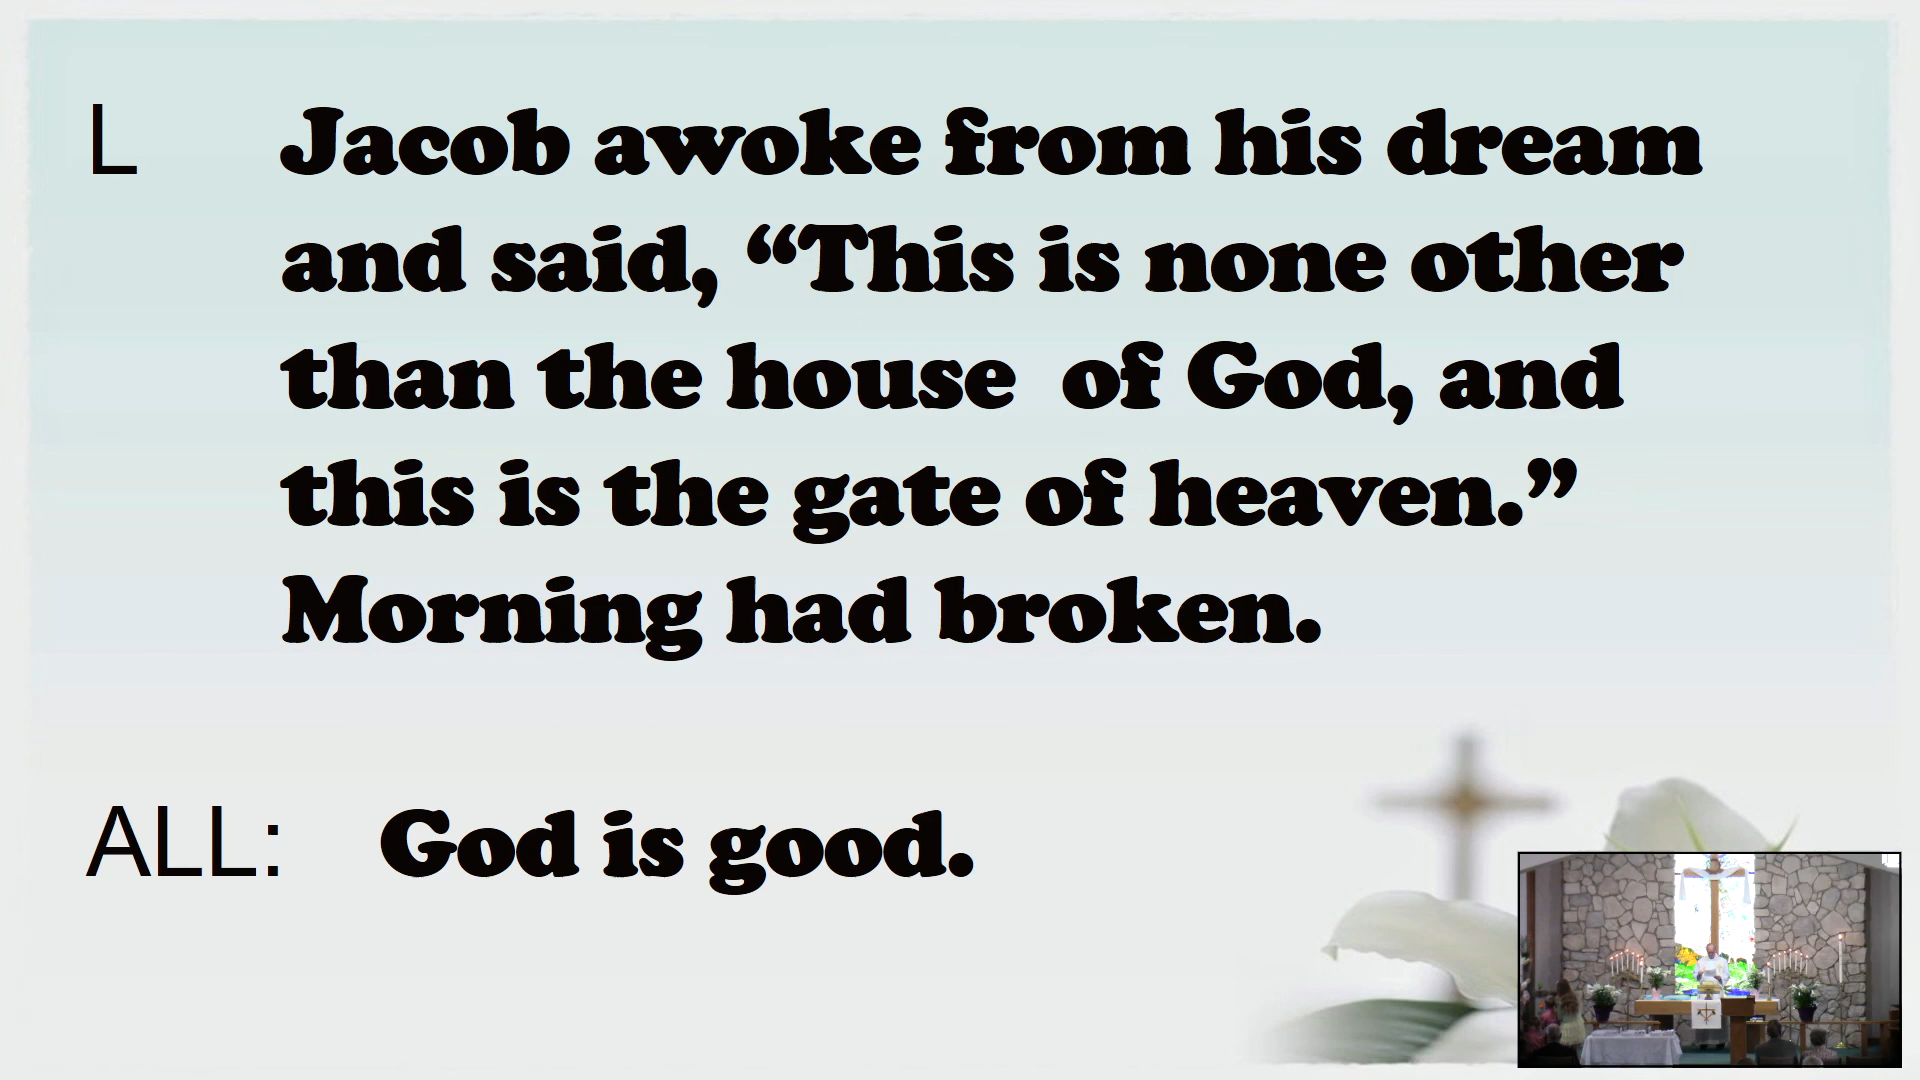 L Jacob awoke from his dream
and said, “This is none other
than the house  of God, and
this is the gate of heaven.”
Morning had broken.
ALL: God is good.